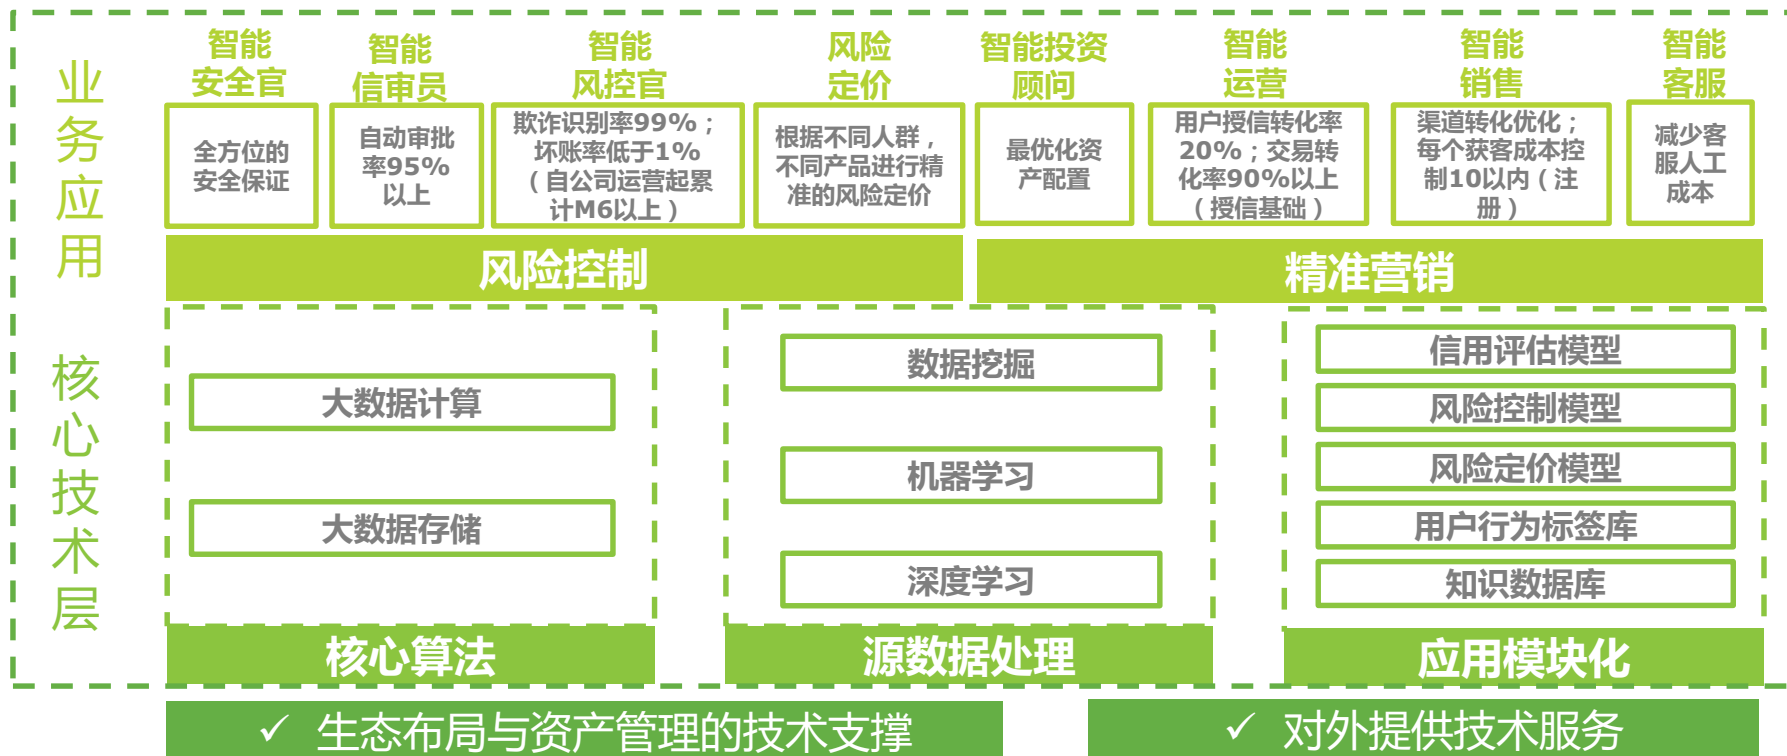 业务应用
智能
安全官
全方位的
安全保证
智能
信审员
自动审批
率95%
以上
智能
风控官
欺诈识别率99%；
坏账率低于1%
（自公司运营起累
计M6以上）
风险
定价
根据不同人群，
不同产品进行精
准的风险定价
智能投资
顾问
最优化资
产配置
智能
运营
用户授信转化率
20%；交易转
化率90%以上
（授信基础）
智能
销售
渠道转化优化；
每个获客成本控
制10以内（注
册）
智能
客服
减少客
服人工
成本
风险控制
精准营销
核心技术层
大数据计算
大数据存储
核心算法
数据挖掘
机器学习
深度学习
源数据处理
信用评估模型
风险控制模型
风险定价模型
用户行为标签库
知识数据库
应用模块化
✓ 生态布局与资产管理的技术支撑
✓ 对外提供技术服务